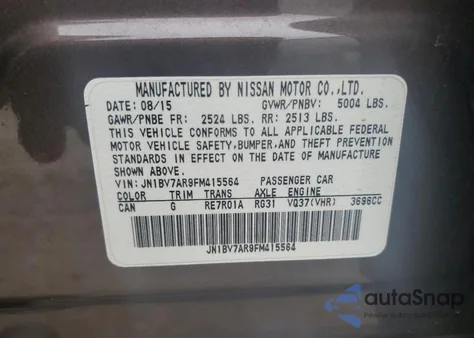 MANUFACTURED BY NISSAN MOTOR CO.,LTD.
DATE: 08/15 GVWR/PNBV: 5004 LBS.
GAWR/PNBE FR: 2524 LBS. RR: 2513 LBS.
THIS VEHICLE CONFORMS TO ALL APPLICABLE FEDERAL
MOTOR VEHICLE SAFETY,BUMPER,AND THEFT PREVENTION
STANDARDS IN EFFECT ON THE DATE OF MANUFACTURE
SHOWN ABOVE.
VIN: JN1BV7AR9FM415564 PASSENGER CAR
COLOR TRIM TRANS AXLE ENGINE
CAN G RE7R01A RG31 VQ37(VHR) 3696CC
JN1BV7AR9FM415564
autoSnap